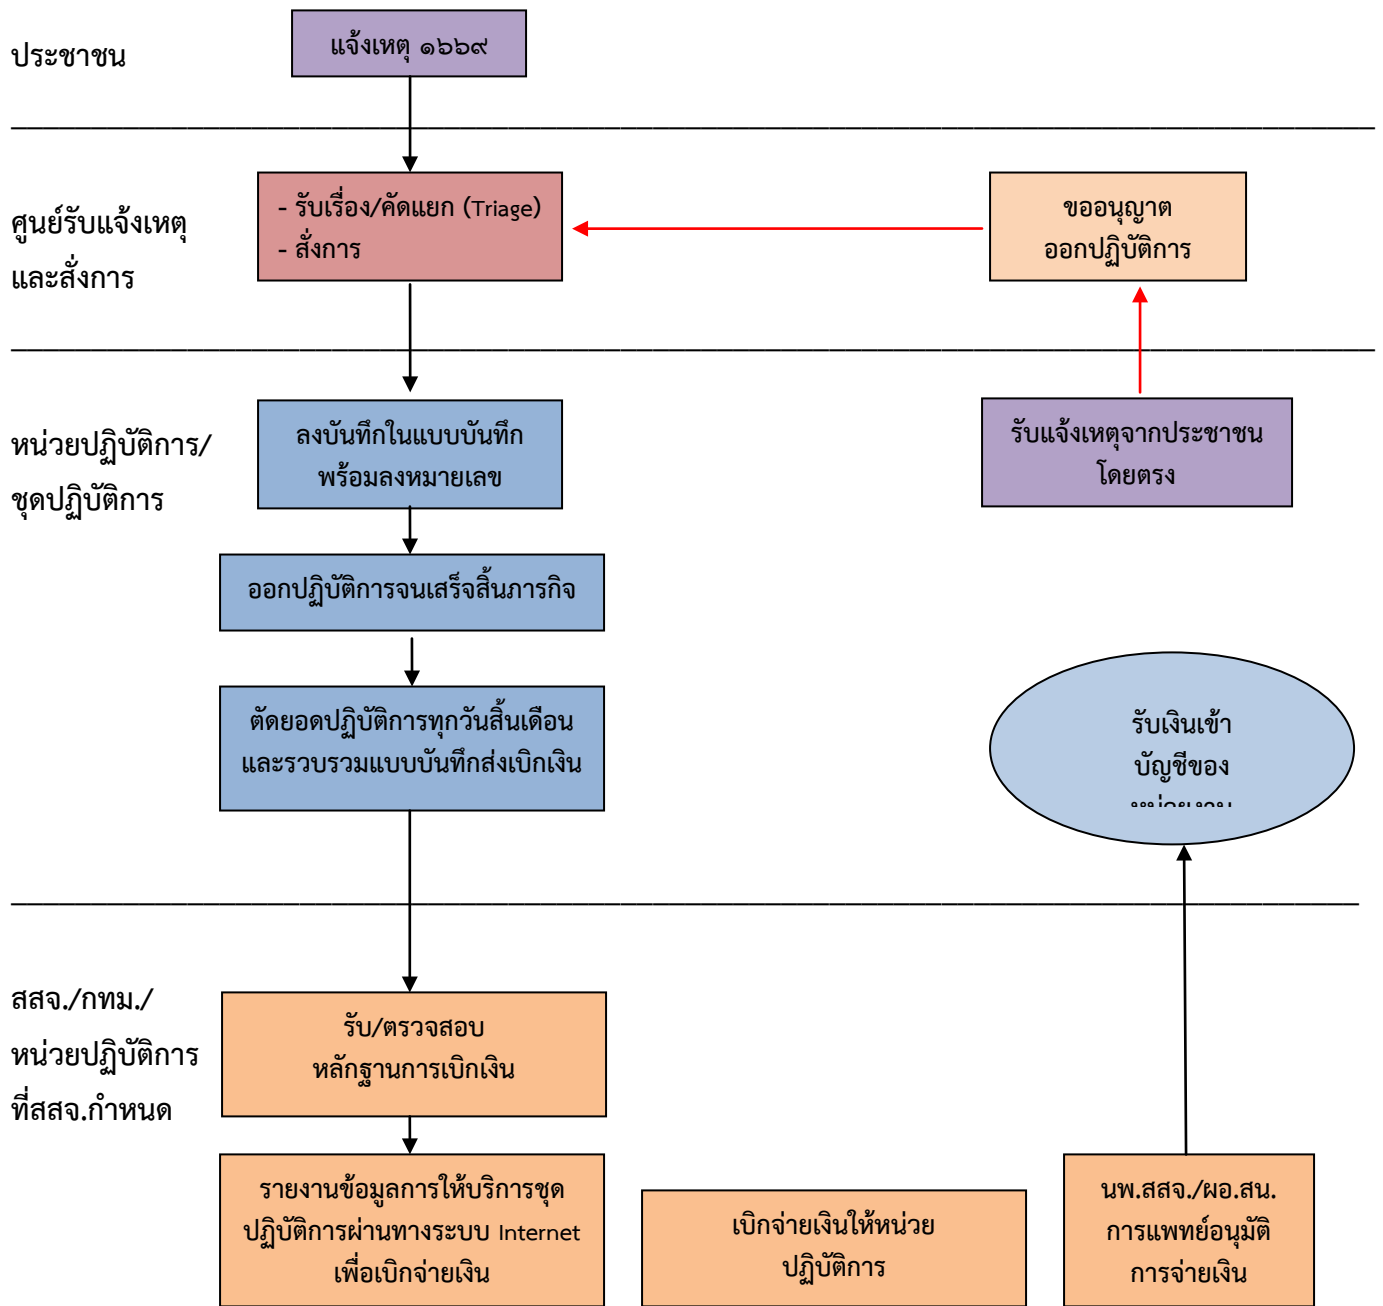 ประชาชน
แจ้งเหตุ ๑๖๖๙
ศูนย์รับแจ้งเหตุ
และสั่งการ
- รับเรื่อง/คัดแยก (Triage)
- สั่งการ
ขออนุญาต
ออกปฏิบัติการ
หน่วยปฏิบัติการ/
ชุดปฏิบัติการ
ลงบันทึกในแบบบันทึก
พร้อมลงหมายเลข
รับแจ้งเหตุจากประชาชน
โดยตรง
ออกปฏิบัติการจนเสร็จสิ้นภารกิจ
ตัดยอดปฏิบัติการทุกวันสิ้นเดือน
และรวบรวมแบบบันทึกส่งเบิกเงิน
รับเงินเข้า
บัญชีของ
สสจ./กทม./
หน่วยปฏิบัติการ
ที่สสจ.กำหนด
รับ/ตรวจสอบ
หลักฐานการเบิกเงิน
รายงานข้อมูลการให้บริการชุด
ปฏิบัติการผ่านทางระบบ Internet
เพื่อเบิกจ่ายเงิน
เบิกจ่ายเงินให้หน่วย
ปฏิบัติการ
นพ.สสจ./ผอ.สน.
การแพทย์อนุมัติ
การจ่ายเงิน